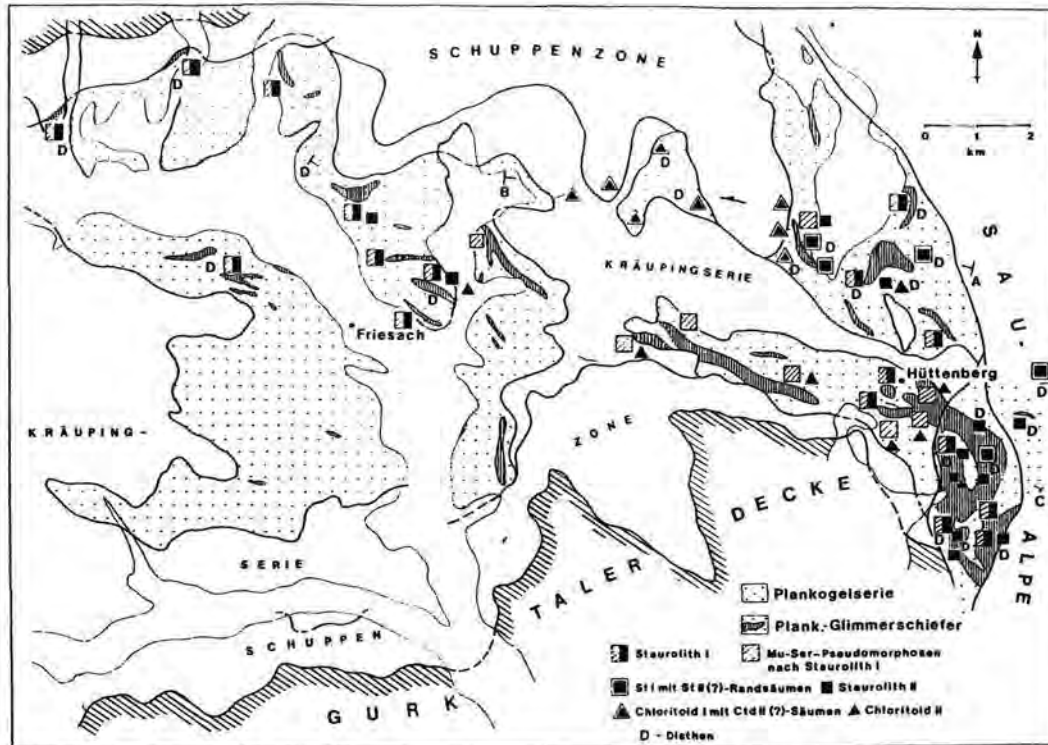 SCHUPPENZONE
N
0 1 2
km
D
D
D
B
D
D
D
D
D
D
D
D
D
KRÄUPINGSERIE
A
SAU-
Friesach
Hüttenberg
D
KRÄUPING-
ZONE
D
D
D
D
C
DECKE
D
D
D
ALPE
SERIE
TALER
SCHUPPEN
GURK
Plankogelserie
Plank.-Glimmerschiefer
Staurolith I
Mu-Ser-Pseudomorphosen
nach Staurolith I
St I mit St II (?)-Randsäumen
Staurolith II
Chloritoid I mit Ctd II (?)-Säumen
Chloritoid II
D - Disthen